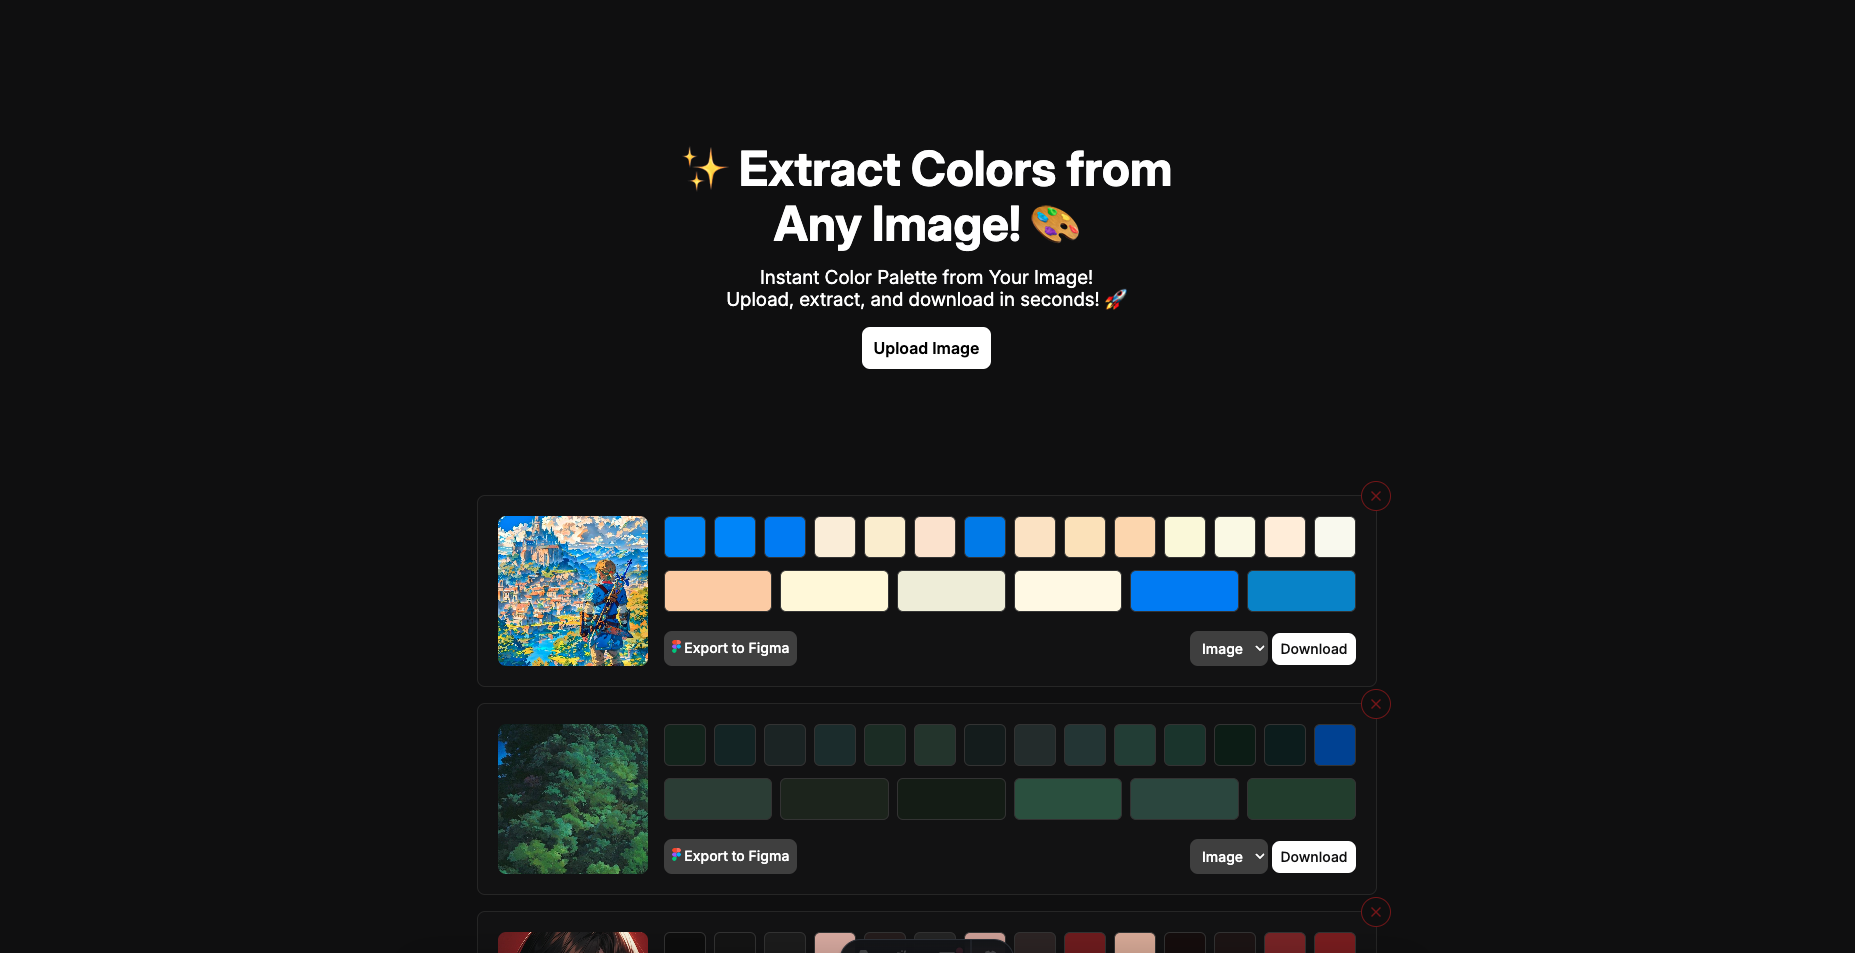 ✨ Extract Colors from
Any Image! 🎨
Instant Color Palette from Your Image!
Upload, extract, and download in seconds! 🚀
Upload Image
Export to Figma
Image
Download
Export to Figma
Image
Download